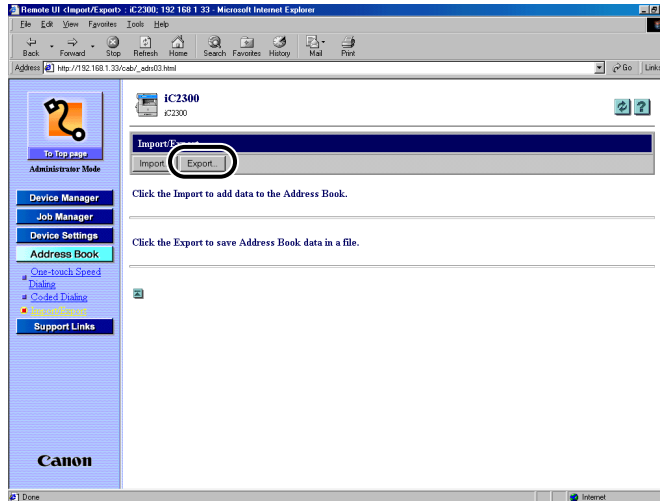 Remote UI <Import/Export> : iC2300; 192 168 1 33 - Microsoft Internet Explorer
File Edit View Favorites Tools Help
Back Forward Stop Refresh Home Search Favorites History Mail Print
Address http://192.168.1.33/cab/_adrs03.html Go Links
iC2300
iC2300
To Top page
Administrator Mode
Import/Export
Import.. Export..
Device Manager
Job Manager
Device Settings
Address Book
One-touch Speed
Dialing
Coded Dialing
Import/Export
Support Links
Click the Import to add data to the Address Book.
Click the Export to save Address Book data in a file.
Canon
Done Internet